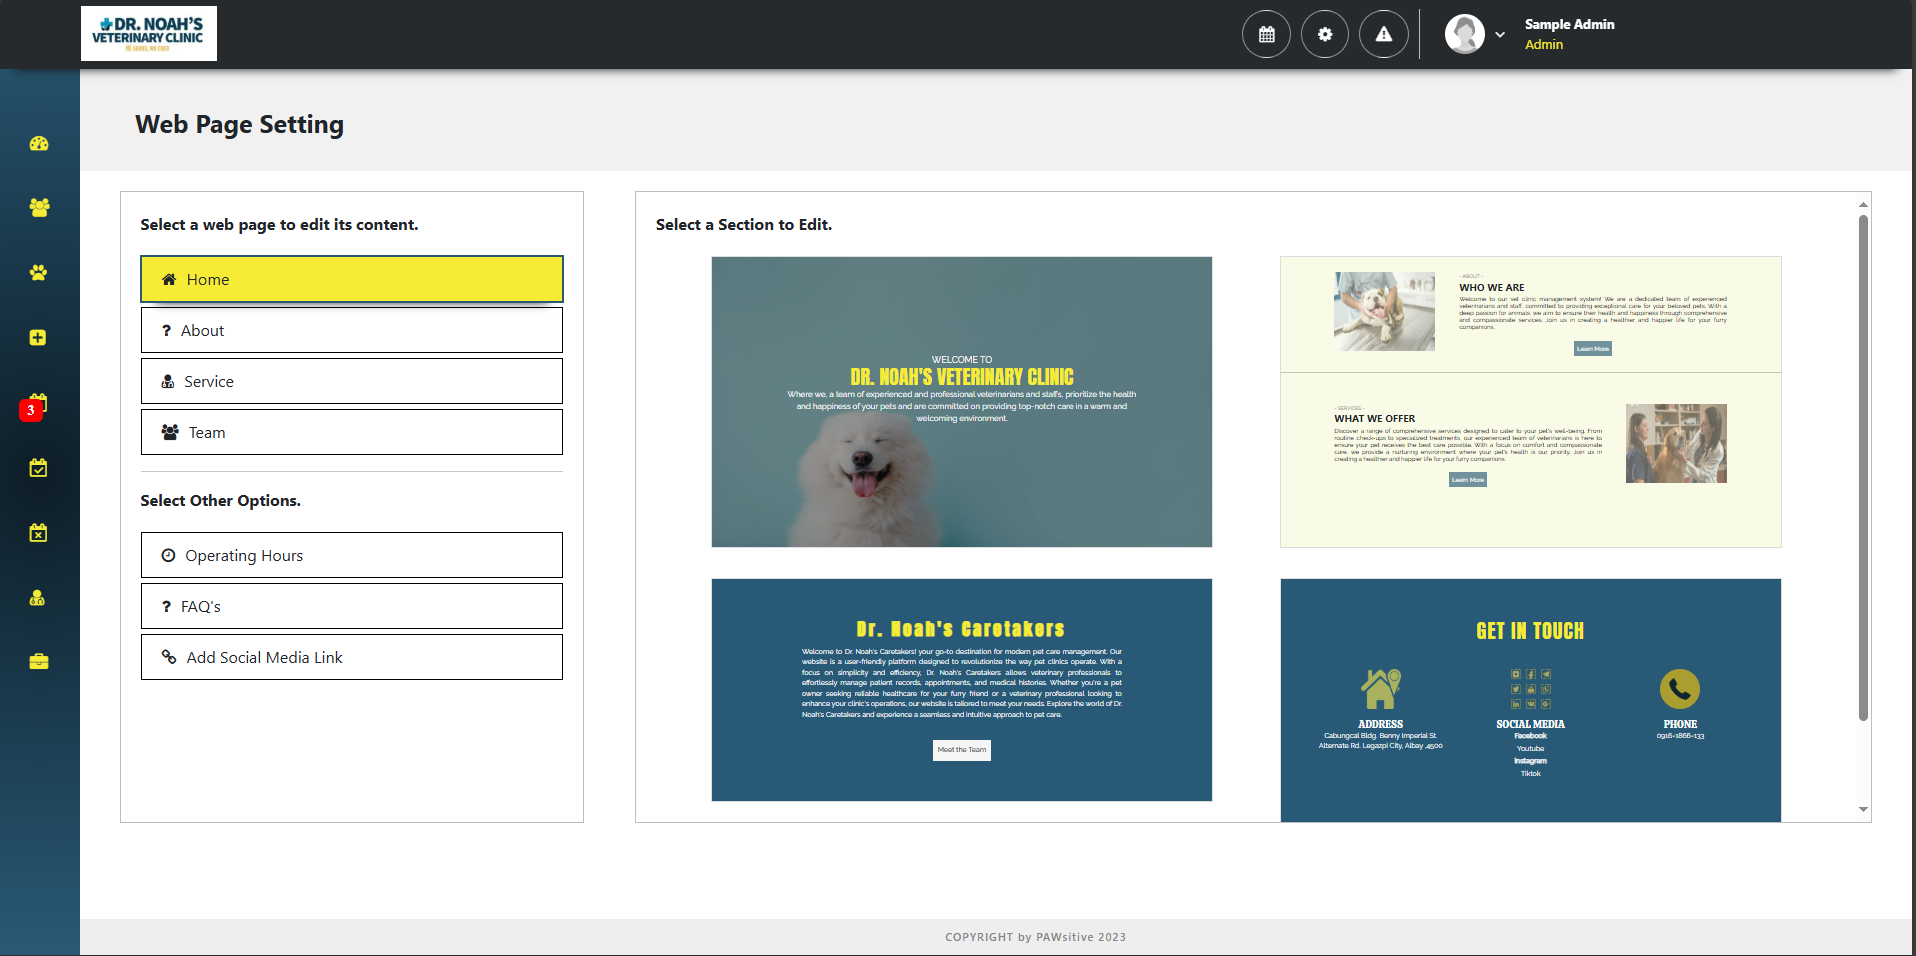 DR. NOAH'S
VETERINARY CLINIC
Sample Admin
Admin
Web Page Setting
3
Select a web page to edit its content.
Home
About
Service
Team
Select Other Options.
Operating Hours
FAQ's
Add Social Media Link
Select a Section to Edit.
WELCOME TO
DR. NOAH'S VETERINARY CLINIC
Where we, a team of experienced and professional veterinarians and staffs, prioritize the health
and happiness of your pets and are committed on providing top-notch care in a warm and
welcoming environment.
- ABOUT -
WHO WE ARE
Welcome to our vet clinic management system! We are a dedicated team of experienced
veterinarians and staff, committed to providing exceptional care for your beloved pets. With a
deep passion for animals, we aim to ensure their health and happiness through comprehensive
and compassionate services. Join us in creating a healthier and happier life for your furry
companions.
Learn More
- SERVICES -
WHAT WE OFFER
Discover a range of comprehensive services designed to cater to your pet's well-being. From
routine check-ups to specialized treatments, our experienced team of veterinarians is here to
ensure your pet receives the best care possible. With a focus on comfort and compassionate
care, we provide a nurturing environment where your pet's health is our priority. Join us in
creating a healthier and happier life for your furry companions.
Learn More
Dr. Noah's Caretakers
Welcome to Dr. Noah's Caretakers! your go-to destination for modern pet care management. Our
website is a user-friendly platform designed to revolutionize the way pet clinics operate. With a
focus on simplicity and efficiency, Dr. Noah's Caretakers allows veterinary professionals to
effortlessly manage patient records, appointments, and medical histories. Whether you're a pet
owner seeking reliable healthcare for your furry friend or a veterinary professional looking to
enhance your clinic's operations, our website is tailored to meet your needs. Explore the world of Dr.
Noah's Caretakers and experience a seamless and intuitive approach to pet care.
Meet the Team
GET IN TOUCH
ADDRESS
Cabungcal Bldg. Benny Imperial St.
Alternate Rd. Legazpi City, Albay ,4500
SOCIAL MEDIA
Facebook
Youtube
Instagram
Tiktok
PHONE
0916-1866-133
COPYRIGHT by PAWsitive 2023